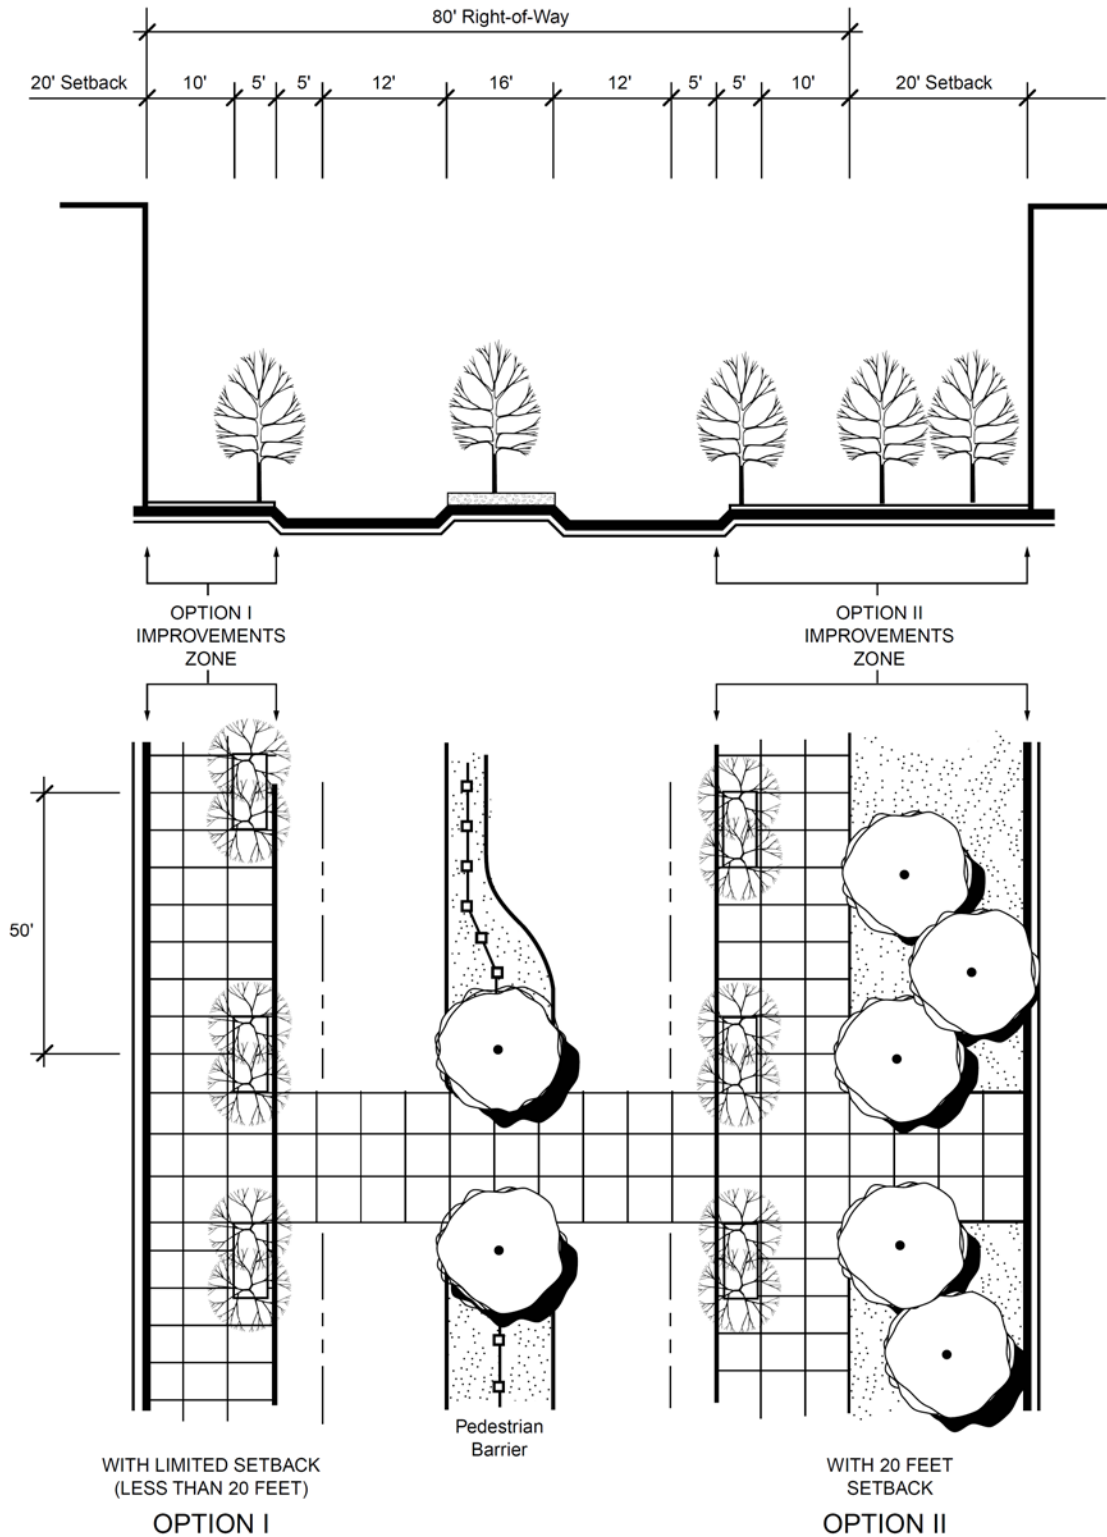 80' Right-of-Way
20' Setback 10' 5' 5' 12' 16' 12' 5' 5' 10' 20' Setback
OPTION I
IMPROVEMENTS
ZONE
OPTION II
IMPROVEMENTS
ZONE
50'
Pedestrian
Barrier
WITH LIMITED SETBACK
(LESS THAN 20 FEET)
OPTION I
WITH 20 FEET
SETBACK
OPTION II